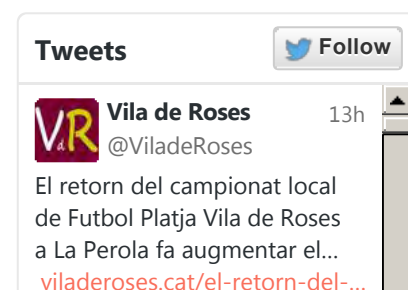 Tweets
Follow
VdR
Vila de Roses 13h
@ViladeRoses
El retorn del campionat local
de Futbol Platja Vila de Roses
a La Perola fa augmentar el...
viladeroses.cat/el-retorn-del-...